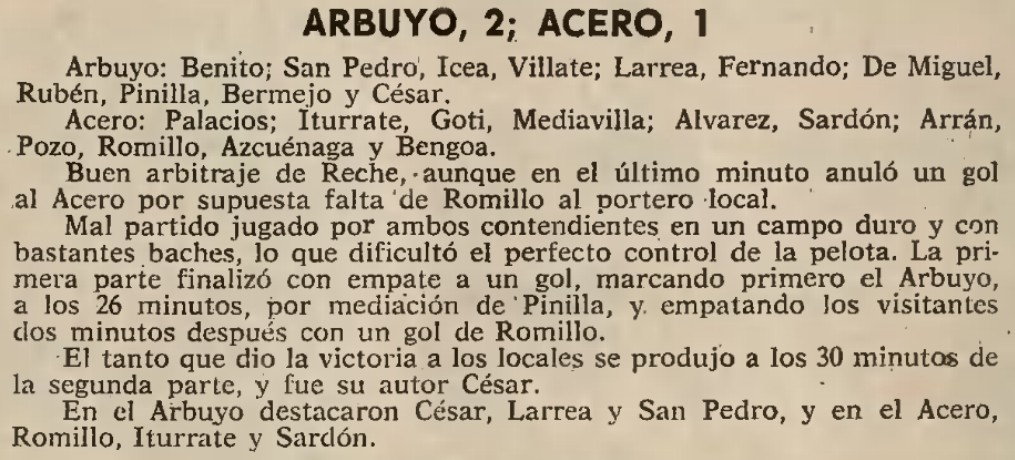 ARBUYO, 2; ACERO, 1
Arbuyo: Benito; San Pedro, Icea, Villate; Larrea, Fernando; De Miguel,
Rubén, Pinilla, Bermejo y César.
Acero: Palacios; Iturrate, Goti, Mediavilla; Alvarez, Sardón; Arrán,
Pozo, Romillo, Azcuénaga y Bengoa.
Buen arbitraje de Reche, aunque en el último minuto anuló un gol
al Acero por supuesta falta de Romillo al portero local.
Mal partido jugado por ambos contendientes en un campo duro y con
bastantes baches, lo que dificultó el perfecto control de la pelota. La pri-
mera parte finalizó con empate a un gol, marcando primero el Arbuyo,
a los 26 minutos, por mediación de Pinilla, y empatando los visitantes
dos minutos después con un gol de Romillo.
El tanto que dio la victoria a los locales se produjo a los 30 minutos de
la segunda parte, y fue su autor César.
En el Arbuyo destacaron César, Larrea y San Pedro, y en el Acero,
Romillo, Iturrate y Sardón.